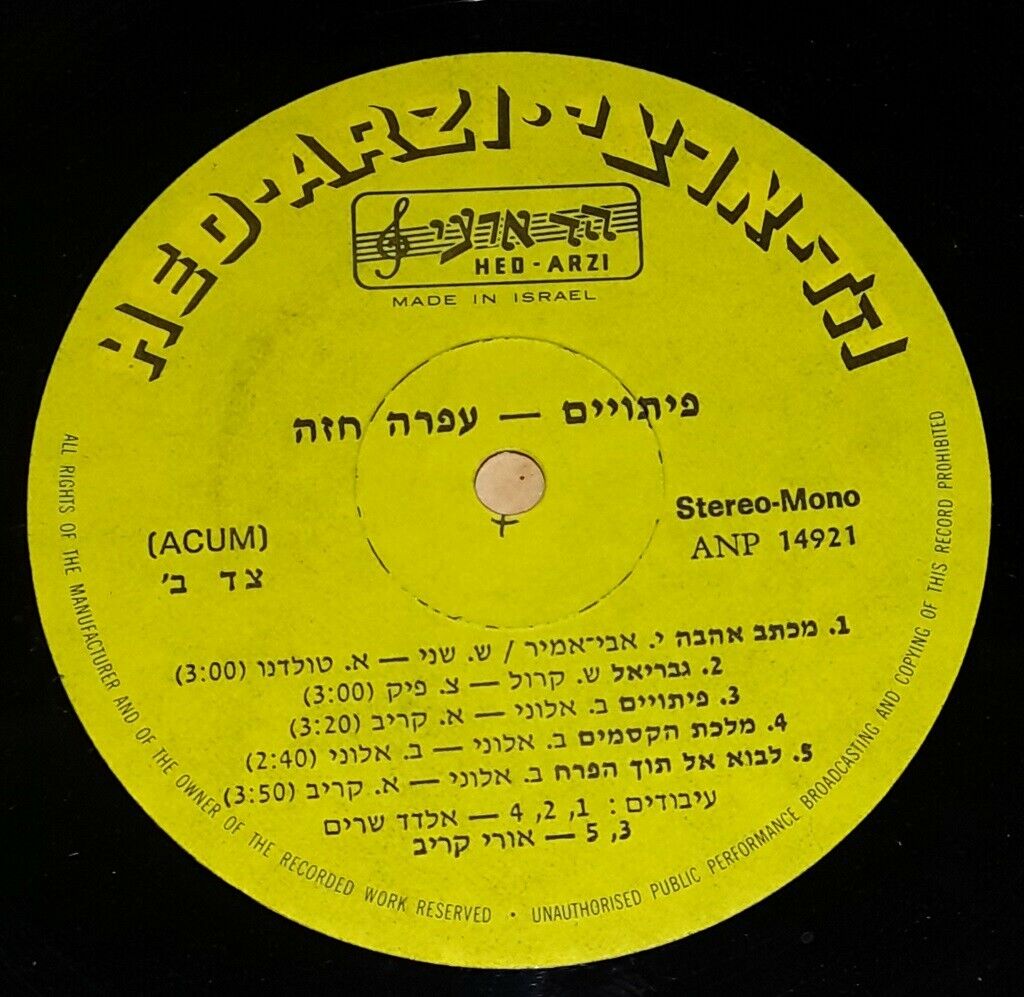 HED-ARZI · הד-ארצי
הד ארצי
HED-ARZI
MADE IN ISRAEL
פיתויים — עפרה חזה
Stereo-Mono
ANP 14921
(ACUM)
צד ב'
1. מכתב אהבה י. אבי־אמיר / ש. שני — א. טולדנו (3:00)
2. גבריאל ש. קרול — צ. פיק (3:00)
3. פיתויים ב. אלוני — א. קריב (3:20)
4. מלכת הקסמים ב. אלוני — ב. אלוני (2:40)
5. לבוא אל תוך הפרח ב. אלוני — א. קריב (3:50)
עיבודים: 1, 2, 4 — אלדד שרים
3, 5 — אורי קריב
ALL RIGHTS OF THE MANUFACTURER AND OF THE OWNER OF THE RECORDED WORK RESERVED · UNAUTHORISED PUBLIC PERFORMANCE BROADCASTING AND COPYING OF THIS RECORD PROHIBITED